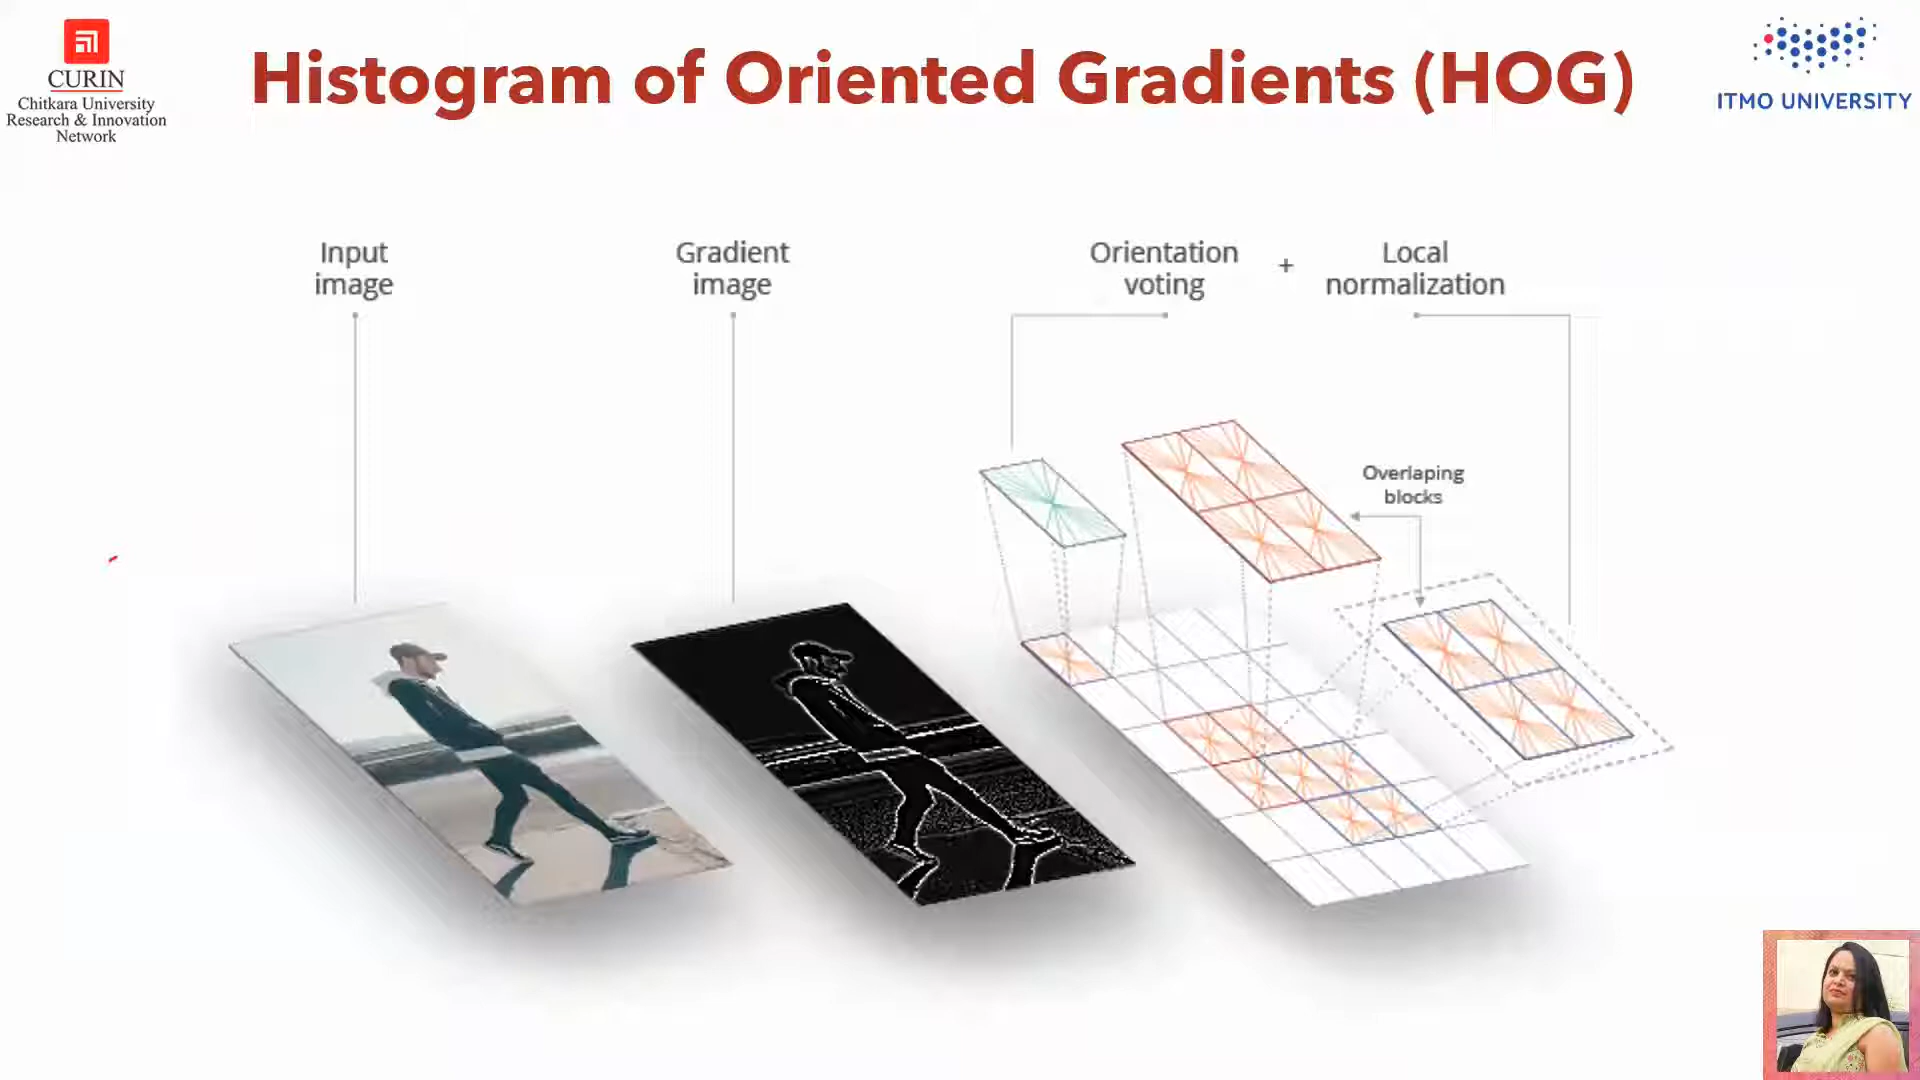 CURIN
Chitkara University
Research & Innovation
Network
Histogram of Oriented Gradients (HOG)
ITMO UNIVERSITY
Input
image
Gradient
image
Orientation
voting
+
Local
normalization
Overlaping
blocks